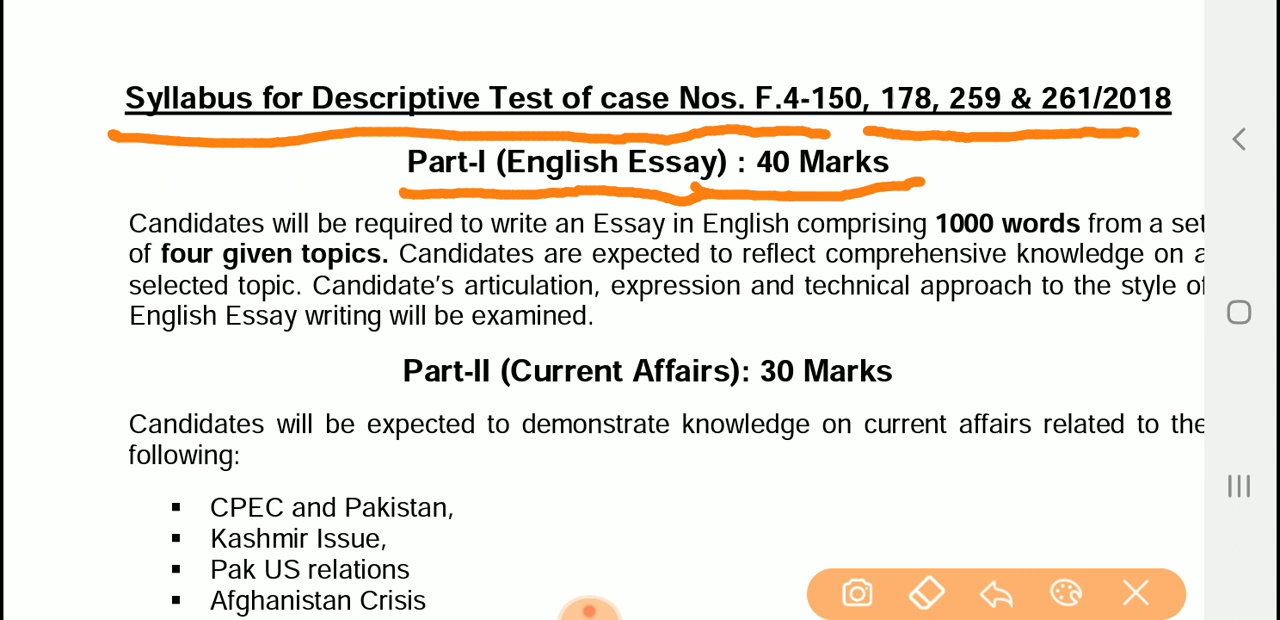 Syllabus for Descriptive Test of case Nos. F.4-150, 178, 259 & 261/2018
Part-I (English Essay) : 40 Marks
Candidates will be required to write an Essay in English comprising 1000 words from a set
of four given topics. Candidates are expected to reflect comprehensive knowledge on a
selected topic. Candidate's articulation, expression and technical approach to the style of
English Essay writing will be examined.
Part-II (Current Affairs): 30 Marks
Candidates will be expected to demonstrate knowledge on current affairs related to the
following:
▪ CPEC and Pakistan,
▪ Kashmir Issue,
▪ Pak US relations
▪ Afghanistan Crisis